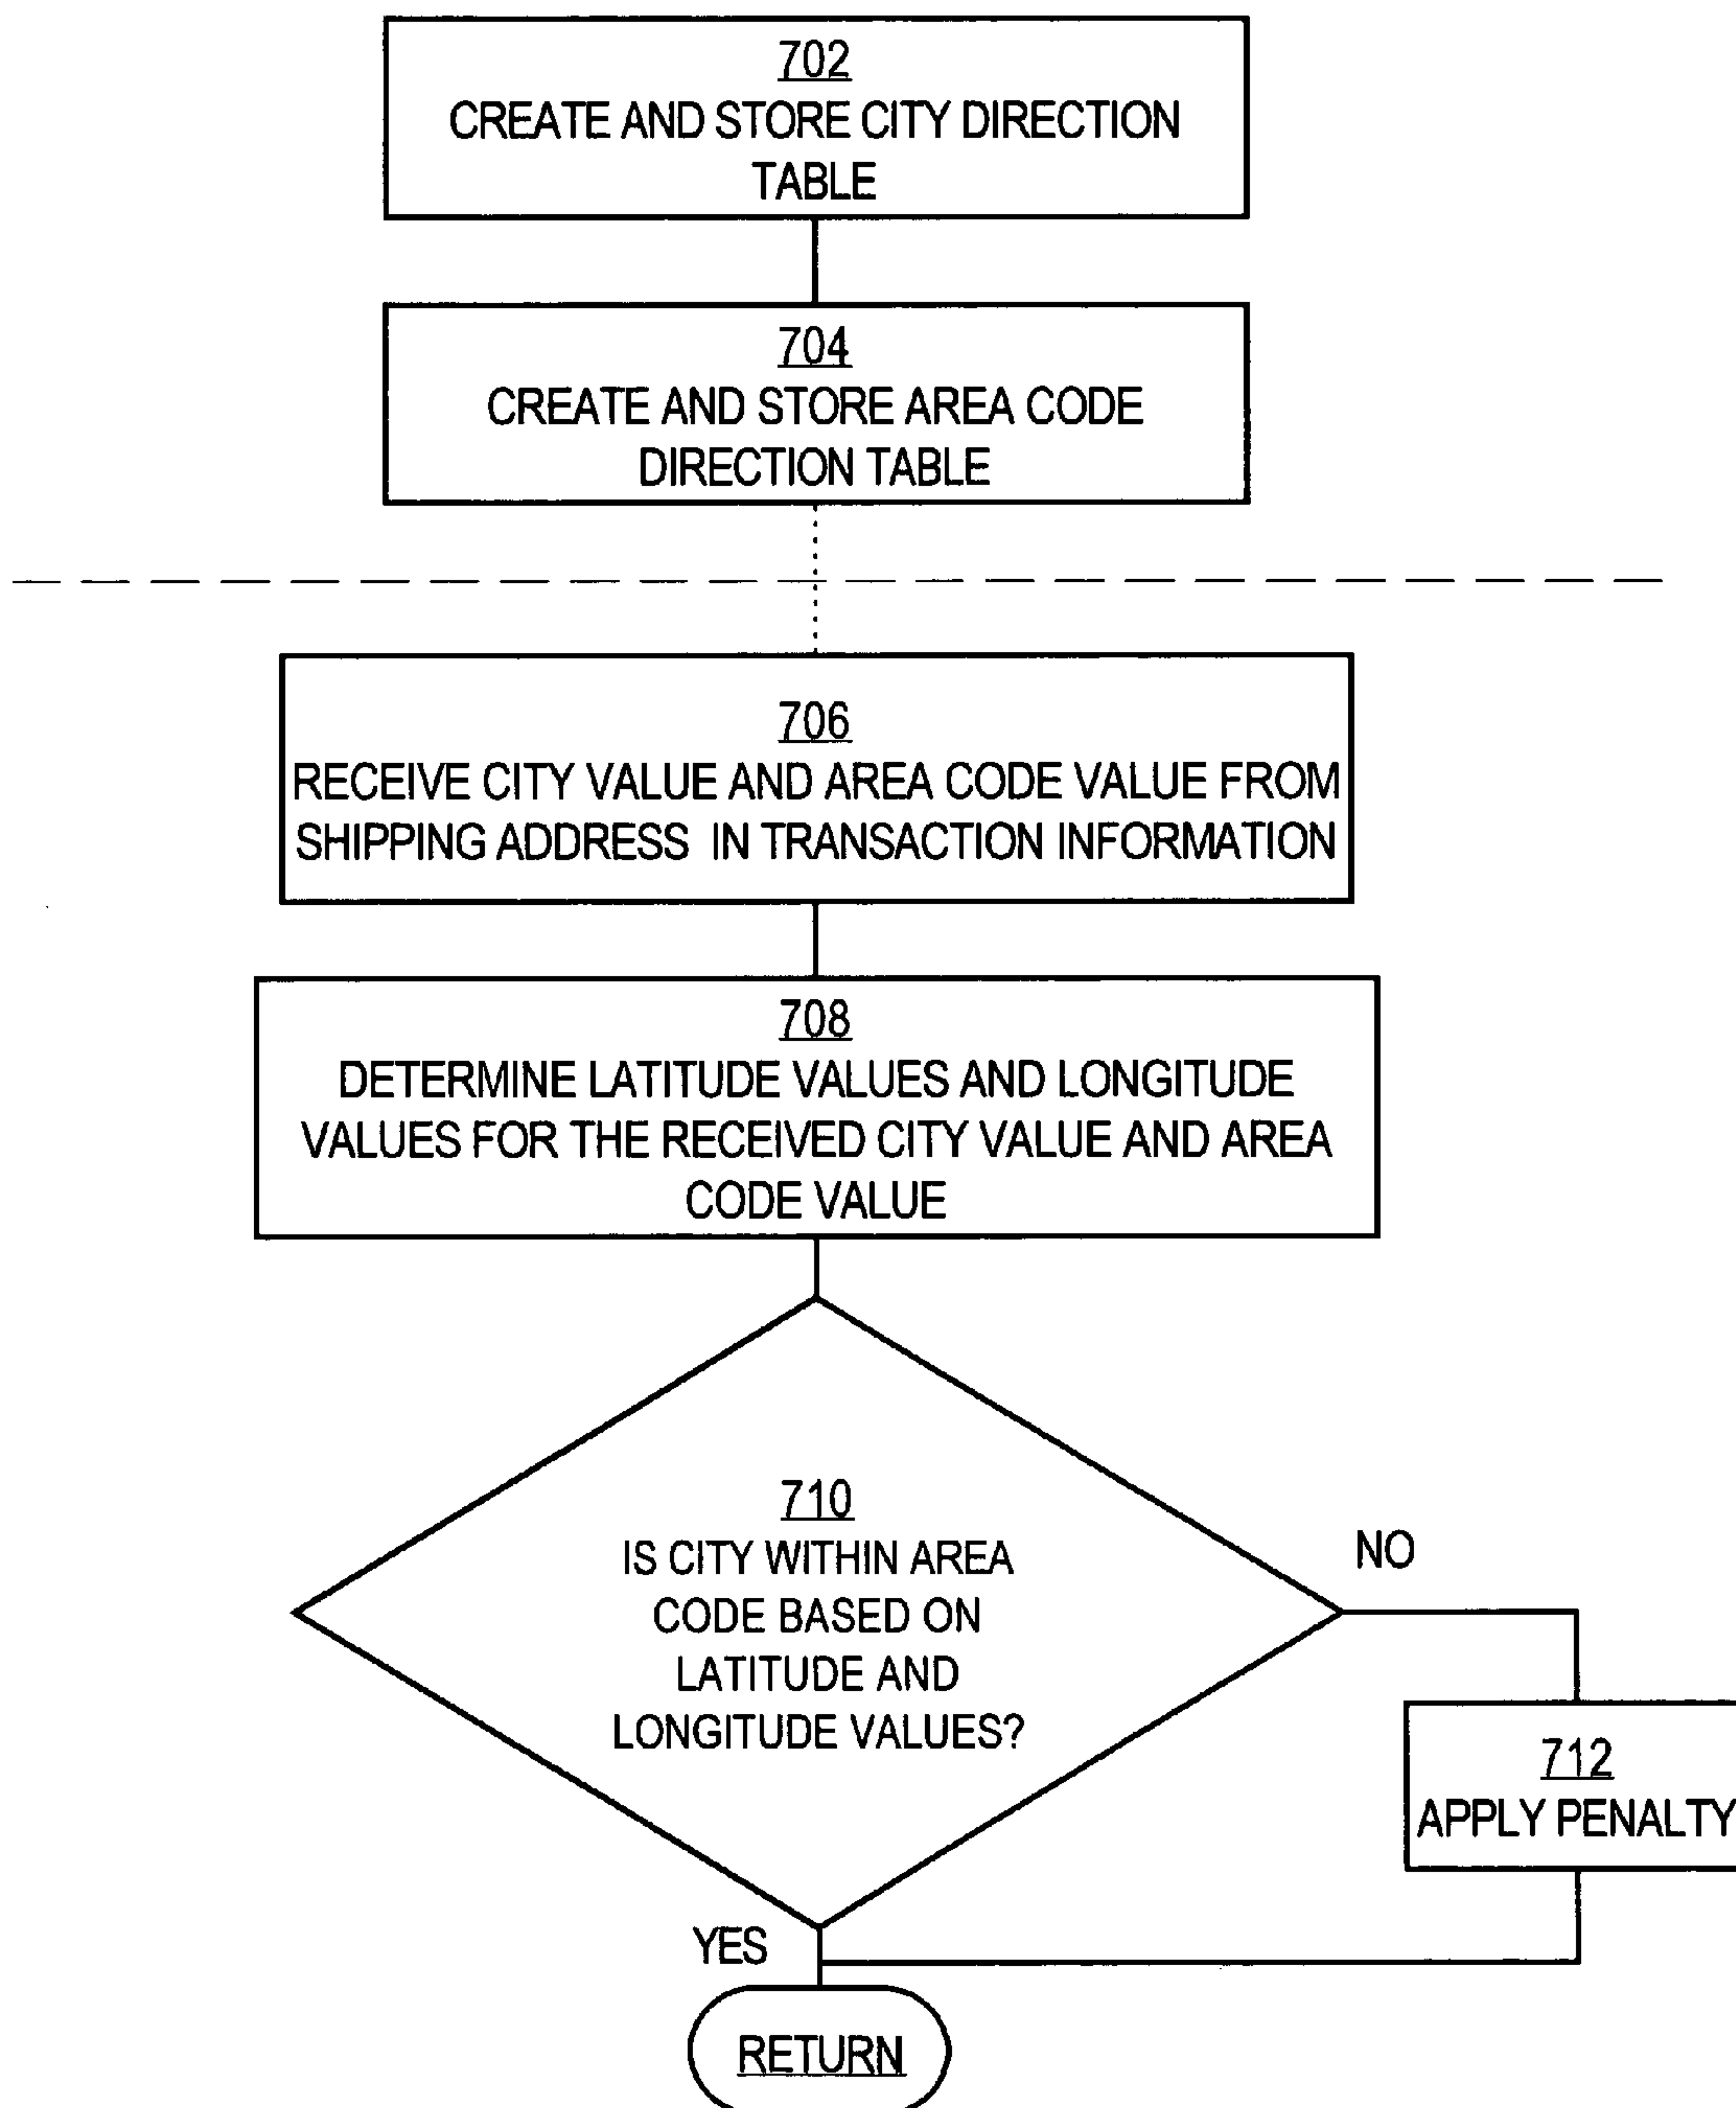 702
CREATE AND STORE CITY DIRECTION
TABLE
704
CREATE AND STORE AREA CODE
DIRECTION TABLE
706
RECEIVE CITY VALUE AND AREA CODE VALUE FROM
SHIPPING ADDRESS IN TRANSACTION INFORMATION
708
DETERMINE LATITUDE VALUES AND LONGITUDE
VALUES FOR THE RECEIVED CITY VALUE AND AREA
CODE VALUE
710
IS CITY WITHIN AREA
CODE BASED ON
LATITUDE AND
LONGITUDE VALUES?
NO
712
APPLY PENALTY
YES
RETURN